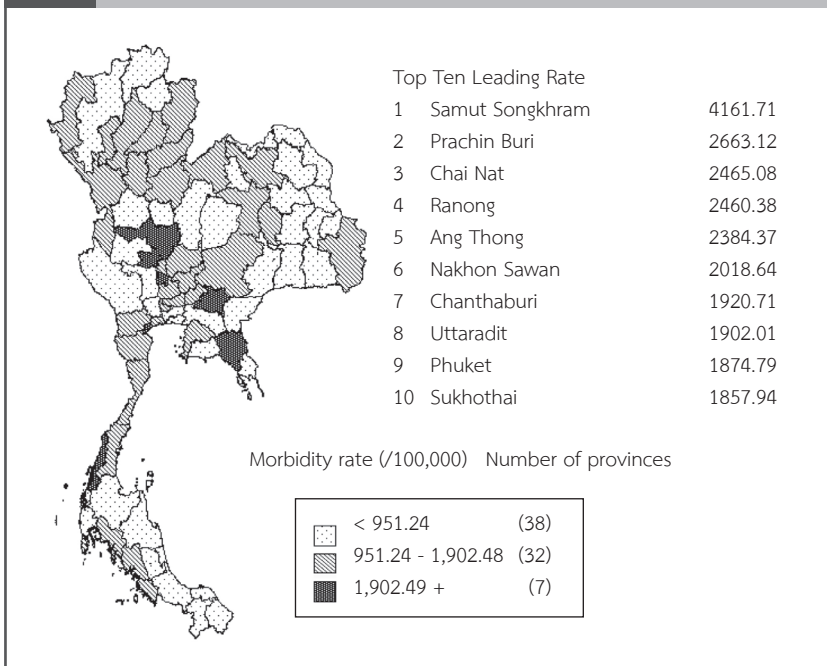 Top Ten Leading Rate
1 Samut Songkhram 4161.71
2 Prachin Buri 2663.12
3 Chai Nat 2465.08
4 Ranong 2460.38
5 Ang Thong 2384.37
6 Nakhon Sawan 2018.64
7 Chanthaburi 1920.71
8 Uttaradit 1902.01
9 Phuket 1874.79
10 Sukhothai 1857.94
Morbidity rate (/100,000) Number of provinces
< 951.24 (38)
951.24 - 1,902.48 (32)
1,902.49 + (7)